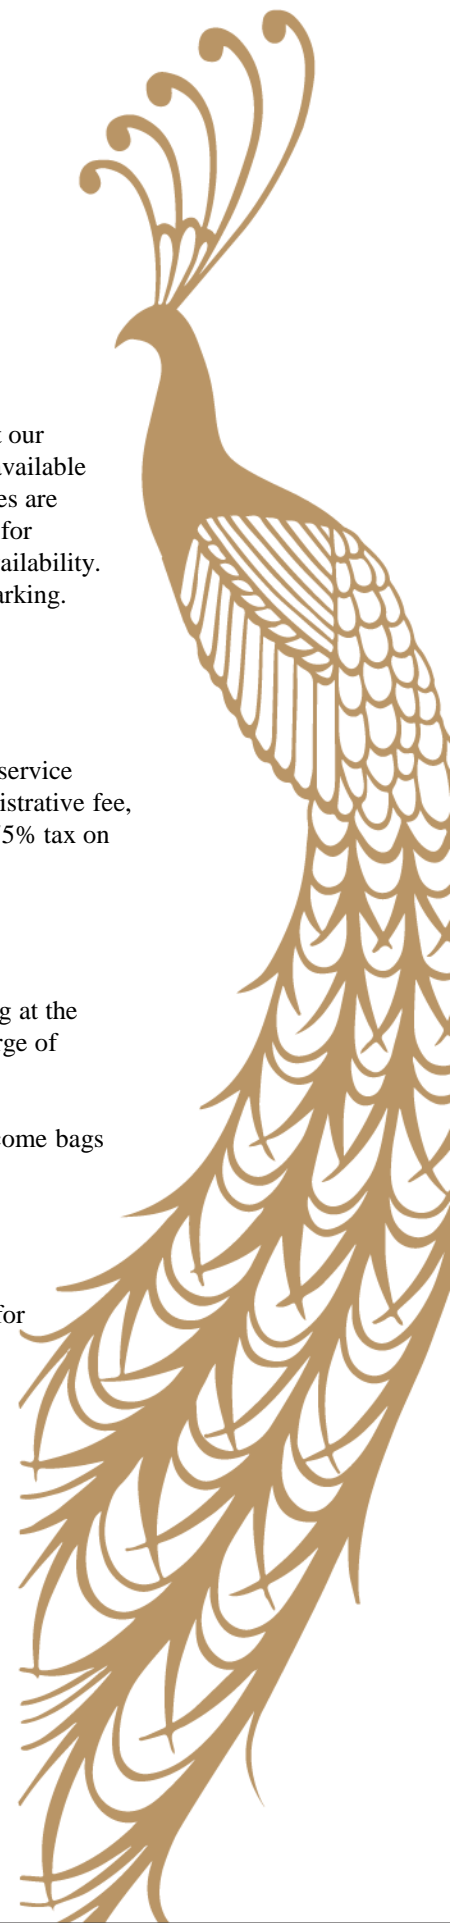 our
available
es are
for
ailability.
arking.
service
istrative fee,
5% tax on
g at the
rge of
come bags
for